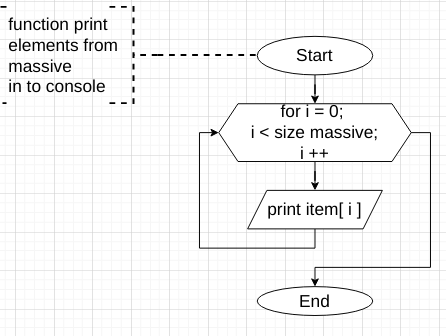 function print
elements from
massive
in to console
Start
for i = 0;
i < size massive;
i ++
print item[ i ]
End